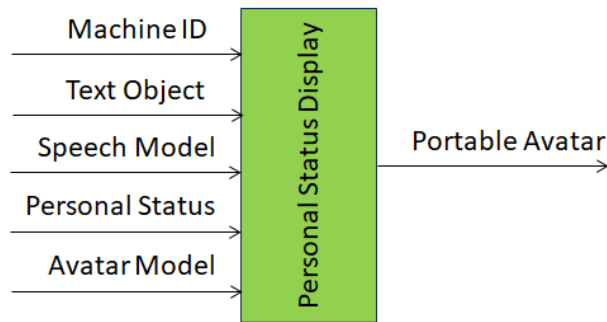 Machine ID
Text Object
Speech Model
Personal Status
Avatar Model
Personal Status Display
Portable Avatar